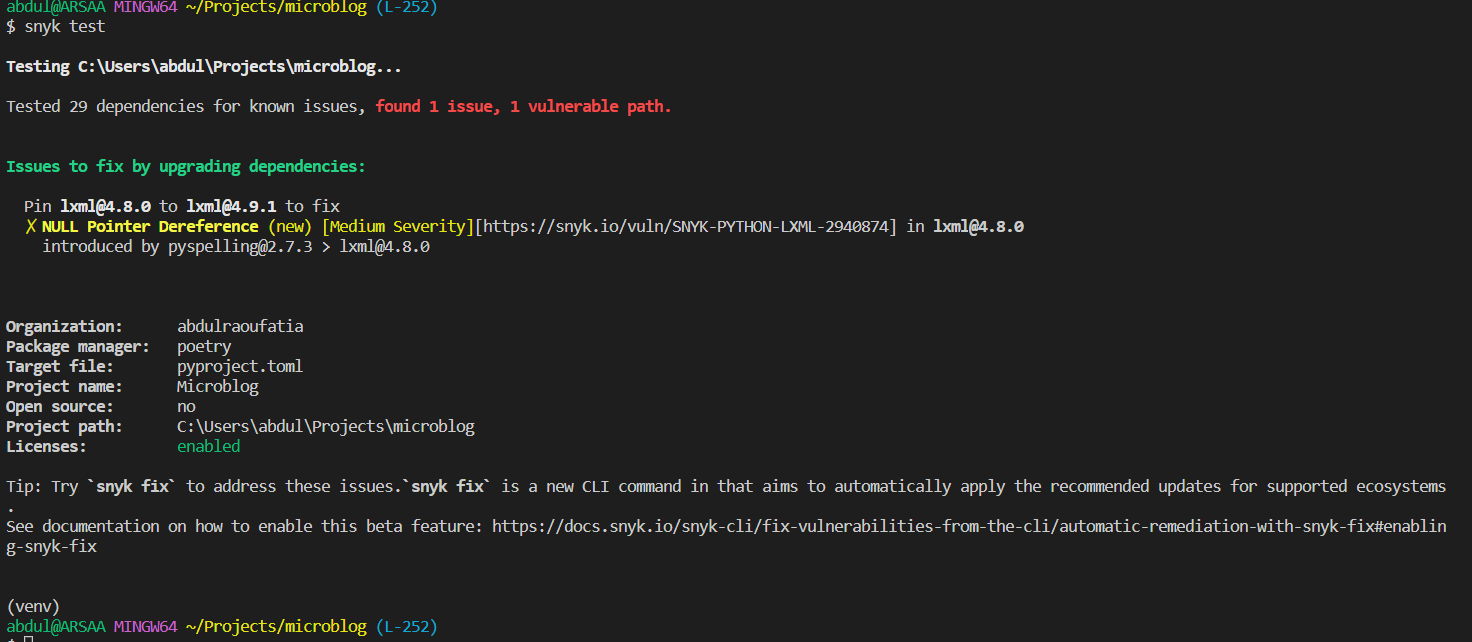 abdul@ARSAA MINGW64 ~/Projects/microblog (L-252)
$ snyk test
Testing C:\Users\abdul\Projects\microblog...
Tested 29 dependencies for known issues, found 1 issue, 1 vulnerable path.
Issues to fix by upgrading dependencies:
Pin lxml@4.8.0 to lxml@4.9.1 to fix
✗ NULL Pointer Dereference (new) [Medium Severity][https://snyk.io/vuln/SNYK-PYTHON-LXML-2940874] in lxml@4.8.0
introduced by pyspelling@2.7.3 > lxml@4.8.0
Organization: abdulraoufatia
Package manager: poetry
Target file: pyproject.toml
Project name: Microblog
Open source: no
Project path: C:\Users\abdul\Projects\microblog
Licenses: enabled
Tip: Try `snyk fix` to address these issues.`snyk fix` is a new CLI command in that aims to automatically apply the recommended updates for supported ecosystems
.
See documentation on how to enable this beta feature: https://docs.snyk.io/snyk-cli/fix-vulnerabilities-from-the-cli/automatic-remediation-with-snyk-fix#enablin
g-snyk-fix
(venv)
abdul@ARSAA MINGW64 ~/Projects/microblog (L-252)